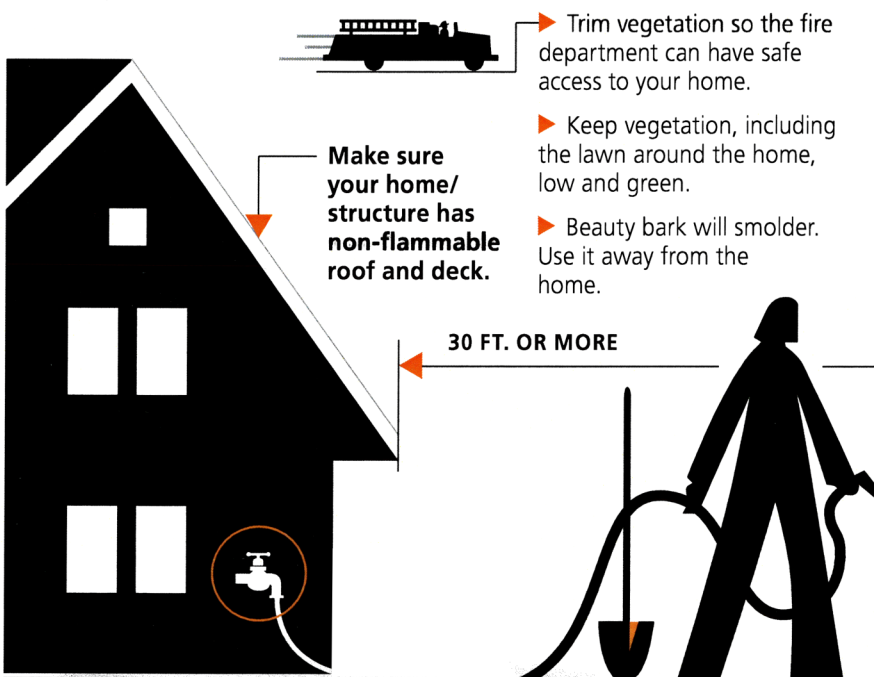 ▶ Trim vegetation so the fire
department can have safe
access to your home.
▶ Keep vegetation, including
the lawn around the home,
low and green.
▶ Beauty bark will smolder.
Use it away from the
home.
Make sure
your home/
structure has
non-flammable
roof and deck.
30 FT. OR MORE